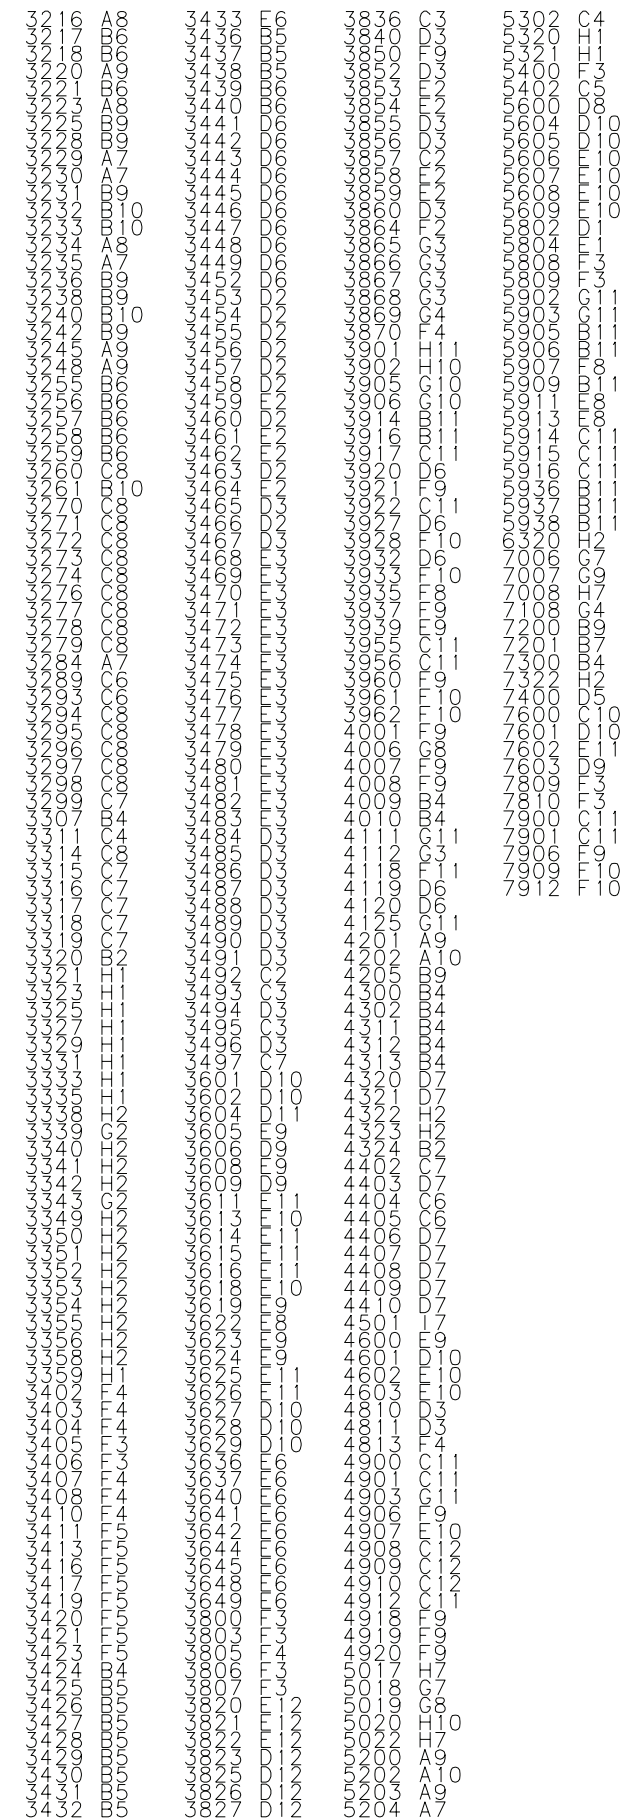 3216 A8
3217 B6
3218 B6
3220 A9
3221 B6
3223 A8
3225 B9
3228 B9
3229 A7
3230 A7
3231 B9
3232 B10
3233 B10
3234 A8
3235 A7
3236 B9
3238 B9
3240 B10
3242 B9
3245 A9
3248 A9
3255 B6
3256 B6
3257 B6
3258 B6
3259 B6
3260 C8
3261 B10
3270 C8
3271 C8
3272 C8
3273 C8
3274 C8
3276 C8
3277 C8
3278 C8
3279 C8
3284 A7
3289 C6
3293 C6
3294 C8
3295 C8
3296 C8
3297 C8
3298 C8
3299 C7
3307 B4
3311 C4
3314 C8
3315 C7
3316 C7
3317 C7
3318 C7
3319 C7
3320 B2
3321 H1
3323 H1
3325 H1
3327 H1
3329 H1
3331 H1
3333 H1
3335 H1
3338 H2
3339 G2
3340 H2
3341 H2
3342 H2
3343 G2
3349 H2
3350 H2
3351 H2
3352 H2
3353 H2
3354 H2
3355 H2
3356 H2
3358 H2
3359 H1
3402 F4
3403 F4
3404 F4
3405 F3
3406 F3
3407 F4
3408 F4
3410 F4
3411 F5
3413 F5
3416 F5
3417 F5
3419 F5
3420 F5
3421 F5
3423 F5
3424 B4
3425 B5
3426 B5
3427 B5
3428 B5
3429 B5
3430 B5
3431 B5
3432 B5
3433 E6
3436 B5
3437 B5
3438 B5
3439 B6
3440 B6
3441 D6
3442 D6
3443 D6
3444 D6
3445 D6
3446 D6
3447 D6
3448 D6
3449 D6
3452 D6
3453 D2
3454 D2
3455 D2
3456 D2
3457 D2
3458 D2
3459 E2
3460 D2
3461 E2
3462 E2
3463 D2
3464 E2
3465 D3
3466 D2
3467 D3
3468 E3
3469 E3
3470 E3
3471 E3
3472 E3
3473 E3
3474 E3
3475 E3
3476 E3
3477 E3
3478 E3
3479 E3
3480 E3
3481 E3
3482 E3
3483 E3
3484 D3
3485 D3
3486 D3
3487 D3
3488 D3
3489 D3
3490 D3
3491 D3
3492 C2
3493 C3
3494 D3
3495 C3
3496 D3
3497 C7
3601 D10
3602 D10
3604 D11
3605 E9
3606 D9
3608 E9
3609 D9
3611 E11
3613 E10
3614 E11
3615 E11
3616 E11
3618 E10
3619 E9
3622 E8
3623 E9
3624 E9
3625 E11
3626 E11
3627 D10
3628 D10
3629 D10
3636 E6
3637 E6
3640 E6
3641 E6
3642 E6
3644 E6
3645 E6
3648 E6
3649 E6
3800 F3
3803 F3
3805 F4
3806 F3
3807 F3
3820 E12
3821 E12
3822 E12
3823 D12
3825 D12
3826 D12
3827 D12
3836 C3
3840 D3
3850 F9
3852 D3
3853 E2
3854 E2
3855 D3
3856 D3
3857 C2
3858 E2
3859 E2
3860 D3
3864 F2
3865 G3
3866 G3
3867 G3
3868 G3
3869 G4
3870 F4
3901 H11
3902 H10
3905 G10
3906 G10
3914 B11
3916 B11
3917 C11
3920 D6
3921 F9
3922 C11
3927 D6
3928 F10
3932 D6
3933 F10
3935 F8
3937 F9
3939 E9
3955 C11
3956 C11
3960 F9
3961 F10
3962 F10
4001 F9
4006 G8
4007 F9
4008 F9
4009 B4
4010 B4
4111 G11
4112 G3
4118 F11
4119 D6
4120 D6
4125 G11
4201 A9
4202 A10
4205 B9
4300 B4
4302 B4
4311 B4
4312 B4
4313 B4
4320 D7
4321 D7
4322 H2
4323 H2
4324 B2
4402 C7
4403 D7
4404 C6
4405 C6
4406 D7
4407 D7
4408 D7
4409 D7
4410 D7
4501 I7
4600 E9
4601 D10
4602 E10
4603 E10
4810 D3
4811 D3
4813 F4
4900 C11
4901 C11
4903 G11
4906 F9
4907 E10
4908 C12
4909 C12
4910 C12
4912 C11
4918 F9
4919 F9
4920 F9
5017 H7
5018 G7
5019 G8
5020 H10
5022 H7
5200 A9
5202 A10
5203 A9
5204 A7
5302 C4
5320 H1
5321 H1
5400 F3
5402 C5
5600 D8
5604 D10
5605 D10
5606 E10
5607 E10
5608 E10
5609 E10
5802 D1
5804 E1
5808 F3
5809 F3
5902 G11
5903 G11
5905 B11
5906 B11
5907 F8
5909 B11
5911 E8
5913 E8
5914 C11
5915 C11
5916 C11
5936 B11
5937 B11
5938 B11
6320 H2
7006 G7
7007 G9
7008 H7
7108 G4
7200 B9
7201 B7
7300 B4
7322 H2
7400 D5
7600 C10
7601 D10
7602 E11
7603 D9
7809 F3
7810 F3
7900 C11
7901 C11
7906 F9
7909 F10
7912 F10